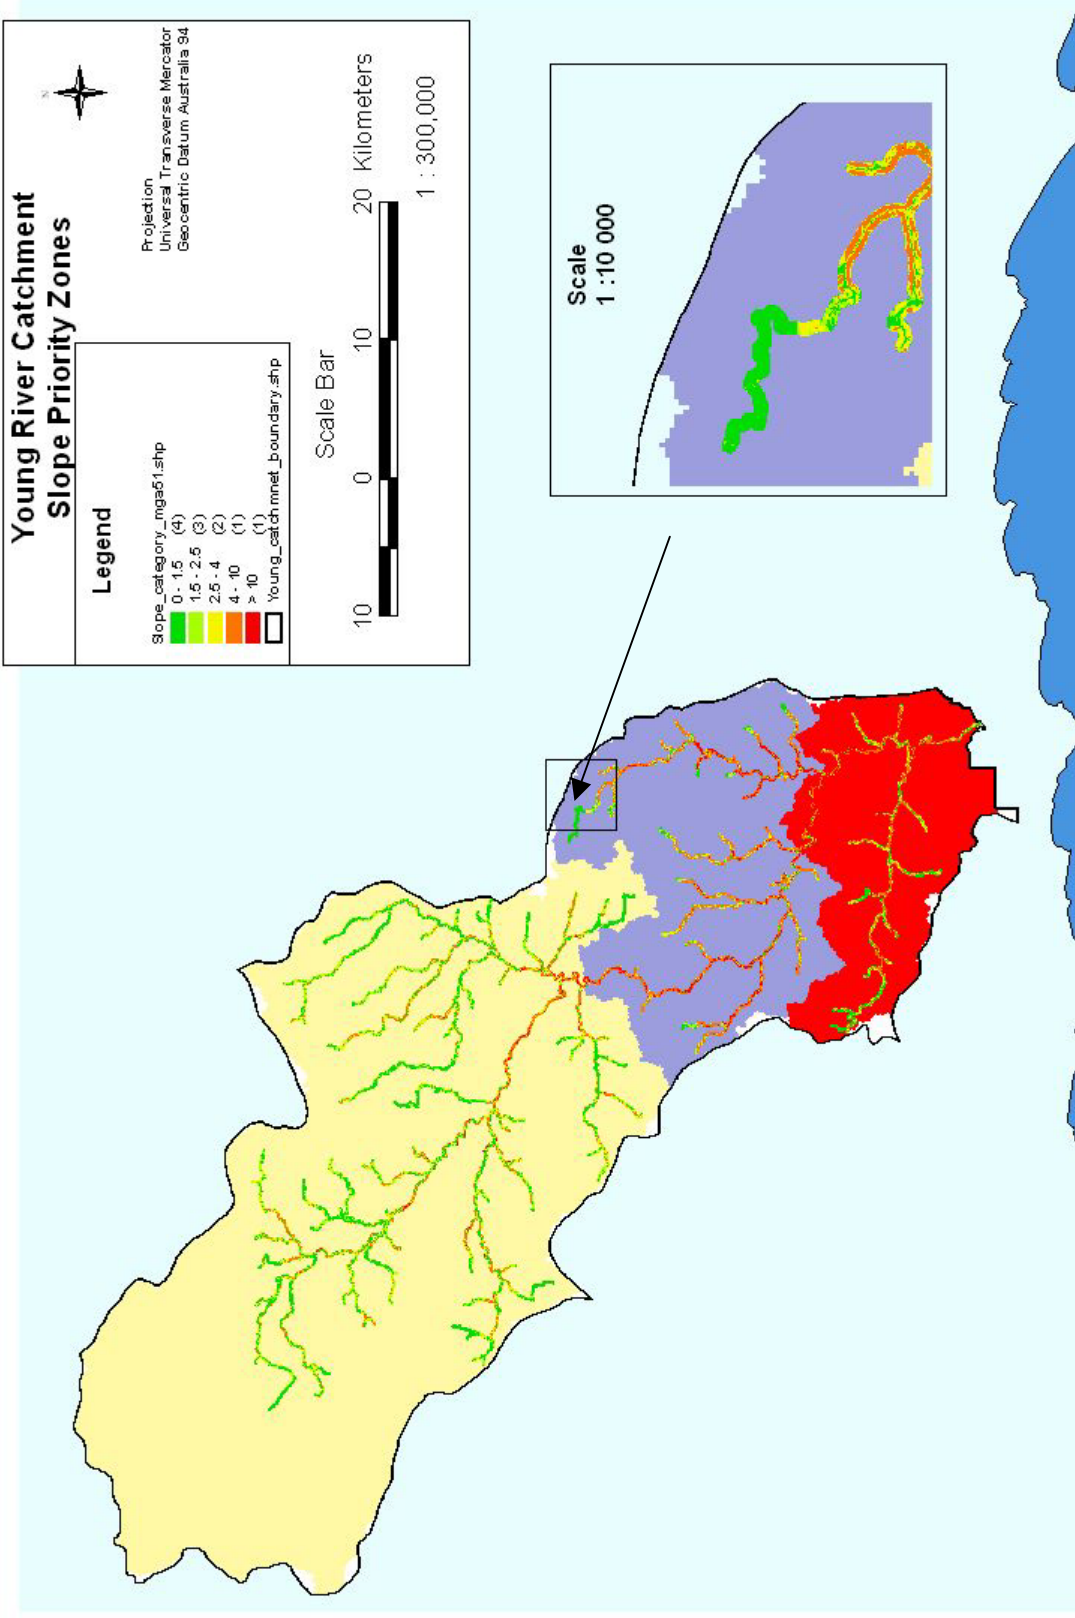 Young River Catchment
Slope Priority Zones
N
Projection
Universal Transverse Mercator
Geocentric Datum Australia 94
Legend
Slope_category_mga51.shp
0 - 1.5 (4)
1.5 - 2.5 (3)
2.5 - 4 (2)
4 - 10 (1)
> 10 (1)
Young_catchmnet_boundary.shp
Scale Bar
10 0 10 20 Kilometers
1 : 300,000
Scale
1 :10 000